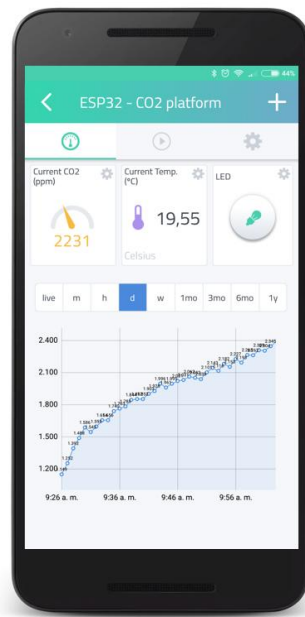 44%
ESP32 - CO2 platform
Current CO2
(ppm)
Current Temp.
(ºC)
LED
2231
19,55
Celsius
live m h d w 1mo 3mo 6mo 1y
2.400
2.100
1.800
1.500
1.200
9:26 a. m. 9:36 a. m. 9:46 a. m. 9:56 a. m.